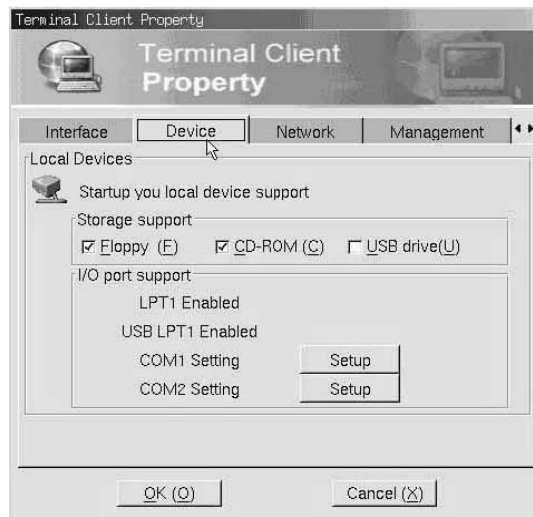 Terminal Client Property
Terminal Client
Property
Interface Device Network Management
Local Devices
Startup you local device support
Storage support
Floppy (F) CD-ROM (C) USB drive(U)
I/O port support
LPT1 Enabled
USB LPT1 Enabled
COM1 Setting Setup
COM2 Setting Setup
OK (O) Cancel (X)